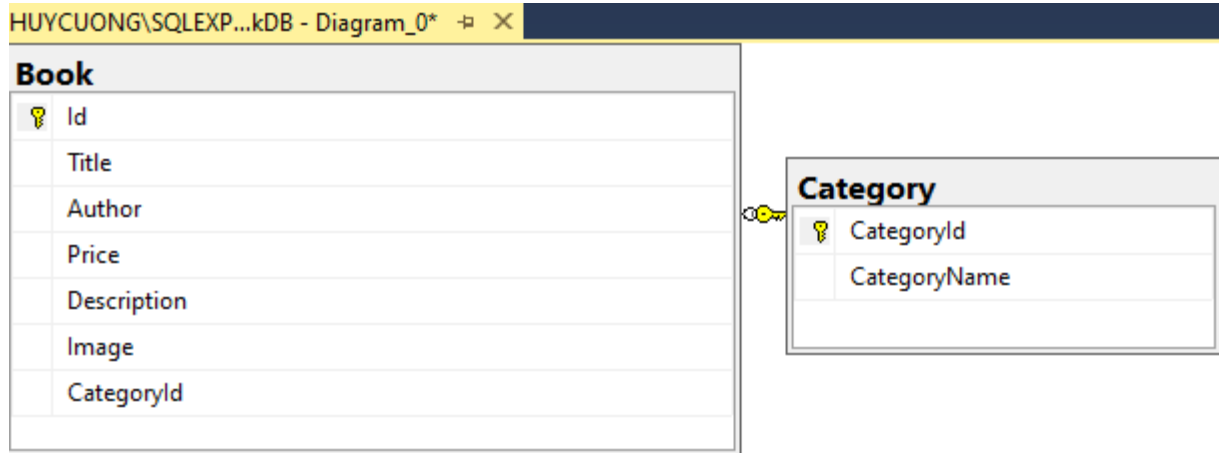 HUYCUONG\SQLEXP...kDB - Diagram_0*
Book
Id
Title
Author
Price
Description
Image
CategoryId
Category
CategoryId
CategoryName